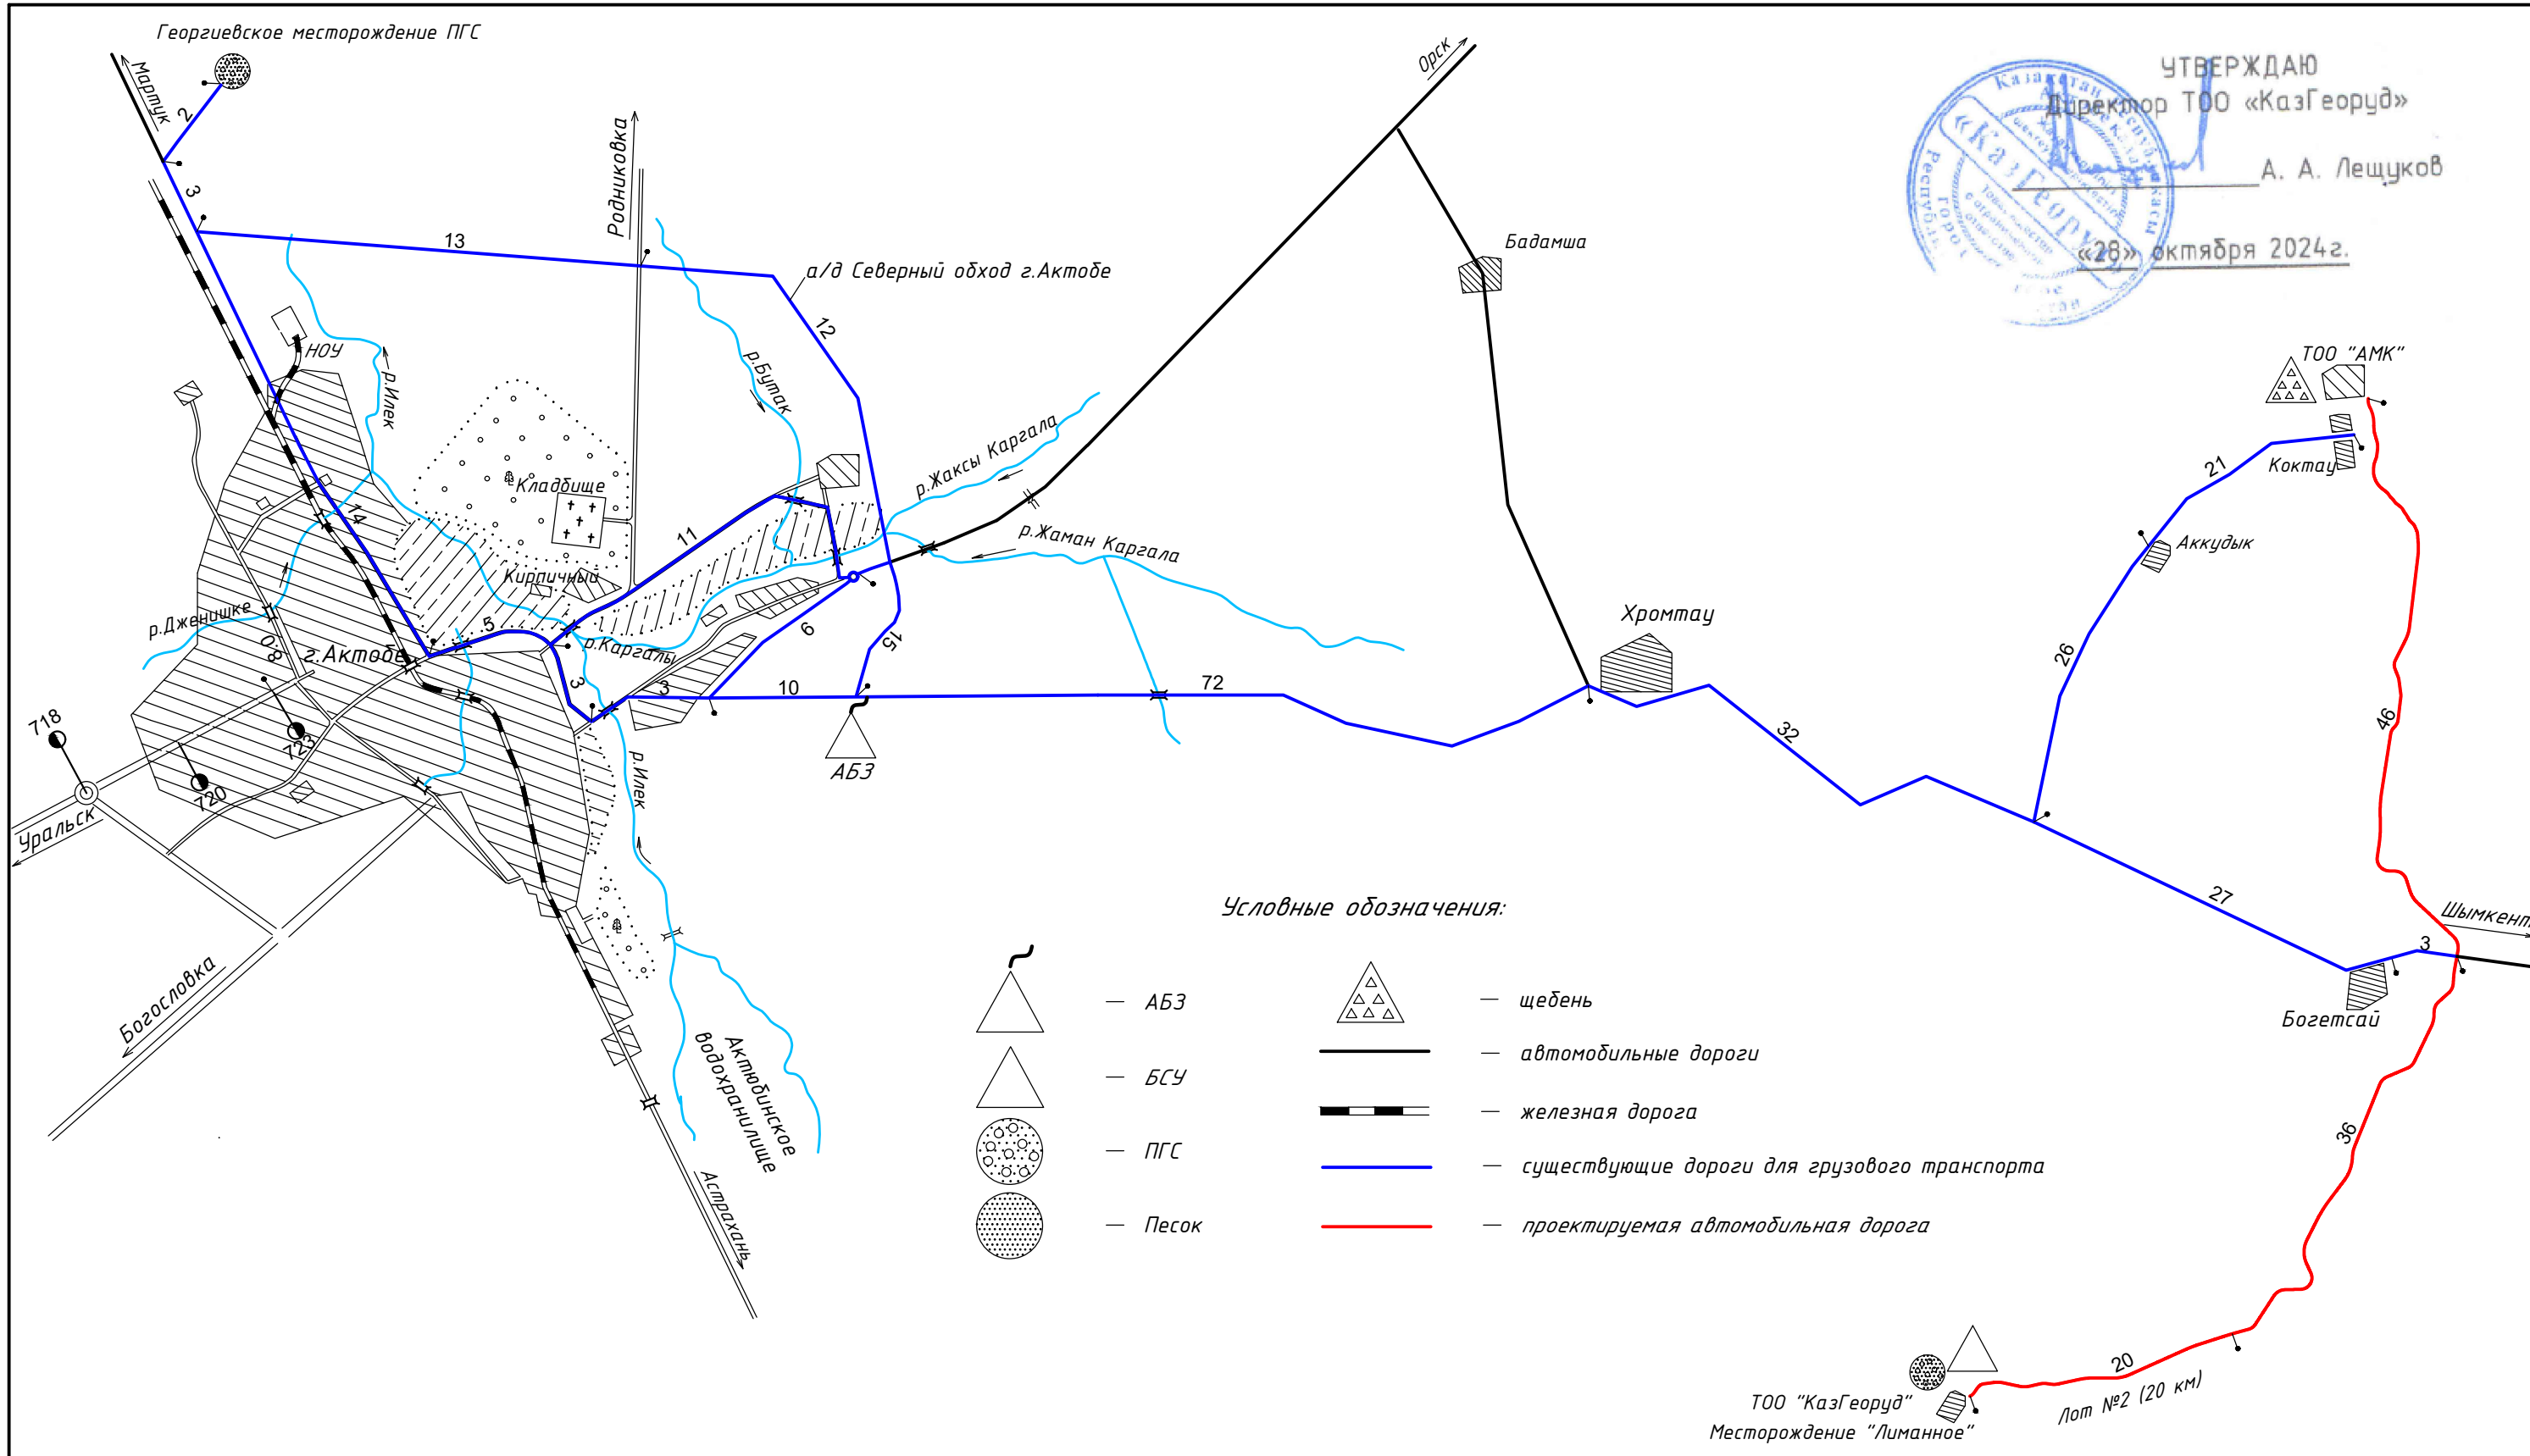 Георгиевское месторождение ПГС
Мартук
2
3
13
Родниковка
а/д Северный обход г.Актобе
12
Орск
Бадамша
УТВЕРЖДАЮ
Директор ТОО «КазГеоруд»
А. А. Лещуков
«28» октября 2024г.
«КазГеоруд»
НОУ
р.Илек
р.Бутак
Кладбище
р.Жаксы Каргала
р.Жаман Каргала
14
11
Кирпичный
р.Дженишке
0.8
г.Актобе
5
р.Каргалы
3
3
9
10
15
72
АБЗ
Хромтау
32
ТОО "АМК"
Коктау
21
Аккудык
26
46
27
3
Шымкент
Богетсай
718
723
720
Уральск
Богословка
р.Илек
Актюбинское
водохранилище
Астрахань
Условные обозначения:
— АБЗ
— БСУ
— ПГС
— Песок
— щебень
— автомобильные дороги
— железная дорога
— существующие дороги для грузового транспорта
— проектируемая автомобильная дорога
36
20
Лот №2 (20 км)
ТОО "КазГеоруд"
Месторождение "Лиманное"